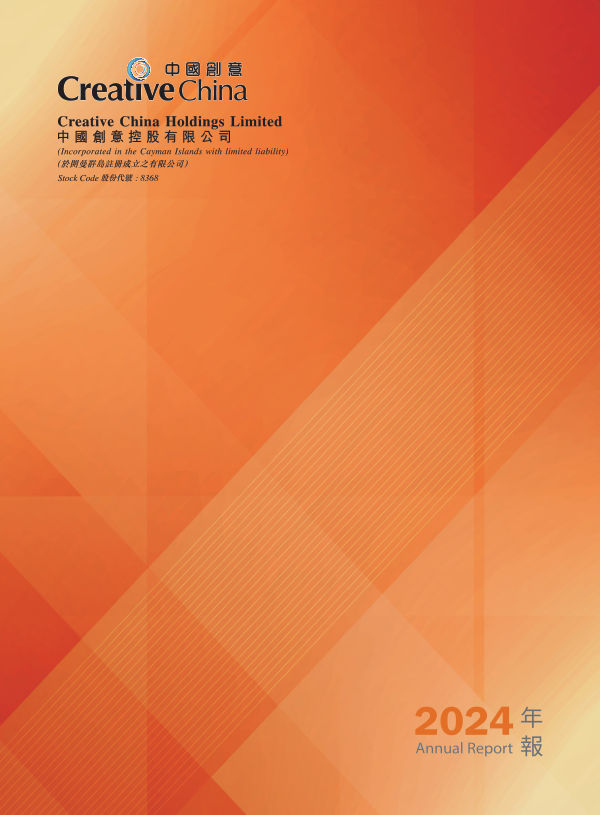 中國創意
Creative China
Creative China Holdings Limited
中國創意控股有限公司
(Incorporated in the Cayman Islands with limited liability)
(於開曼群島註冊成立之有限公司)
Stock Code 股份代號 : 8368
2024 年報
Annual Report